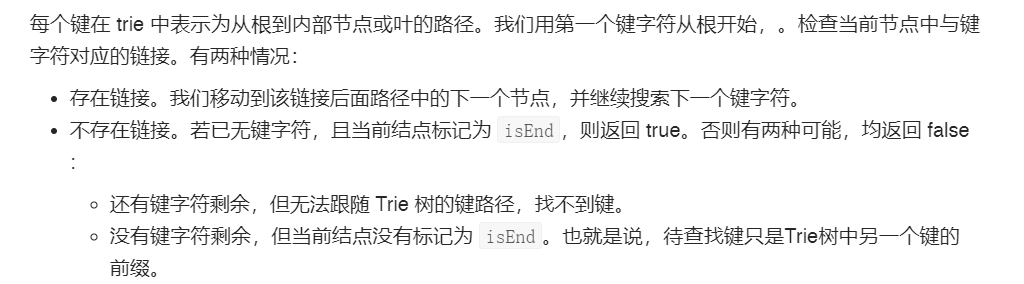 每个键在 trie 中表示为从根到内部节点或叶的路径。我们用第一个键字符从根开始，。检查当前节点中与键
字符对应的链接。有两种情况：
• 存在链接。我们移动到该链接后面路径中的下一个节点，并继续搜索下一个键字符。
• 不存在链接。若已无键字符，且当前结点标记为 isEnd，则返回 true。否则有两种可能，均返回 false
：
◦ 还有键字符剩余，但无法跟随 Trie 树的键路径，找不到键。
◦ 没有键字符剩余，但当前结点没有标记为 isEnd。也就是说，待查找键只是Trie树中另一个键的
前缀。